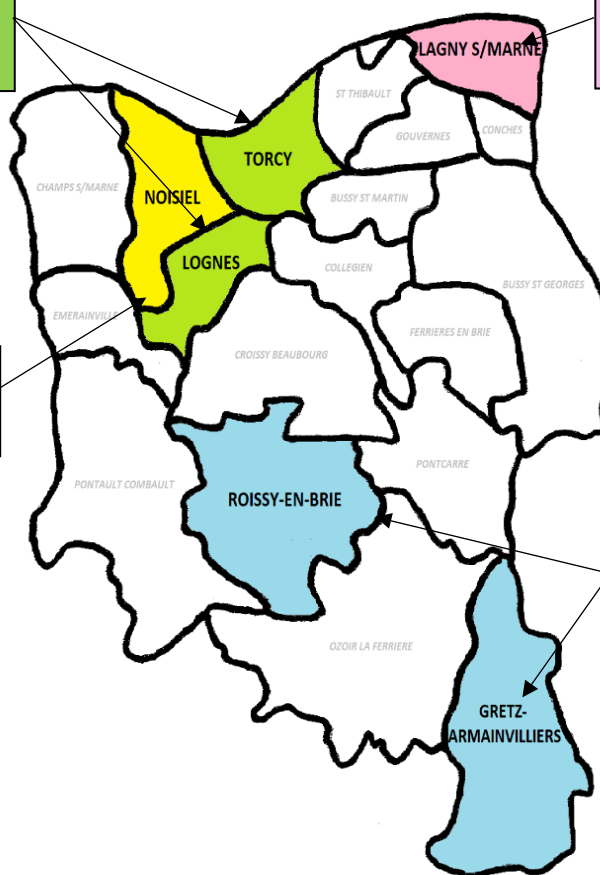 LAGNY S/MARNE
ST THIBAULT
GOUVERNES
CONCHES
TORCY
CHAMPS S/MARNE
NOISIEL
BUSSY ST MARTIN
LOGNES
COLLEGIEN
BUSSY ST GEORGES
EMERAINVILLE
FERRIERES EN BRIE
CROISSY BEAUBOURG
PONTCARRE
PONTAULT COMBAULT
ROISSY-EN-BRIE
OZOIR LA FERRIERE
GRETZ-
ARMAINVILLIERS